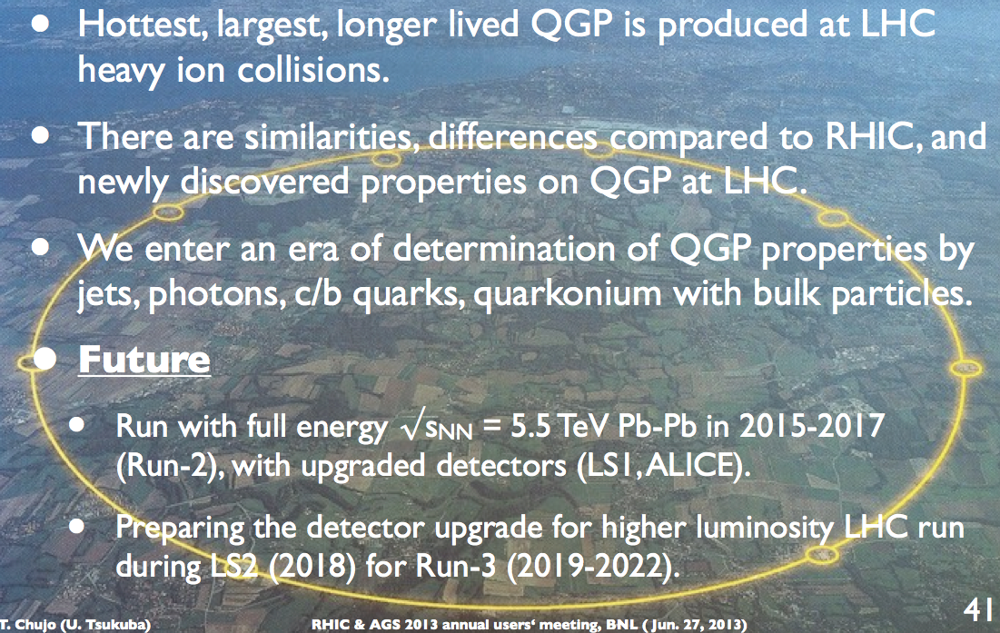 • Hottest, largest, longer lived QGP is produced at LHC
heavy ion collisions.
• There are similarities, differences compared to RHIC, and
newly discovered properties on QGP at LHC.
• We enter an era of determination of QGP properties by
jets, photons, c/b quarks, quarkonium with bulk particles.
• Future
• Run with full energy √sNN = 5.5 TeV Pb-Pb in 2015-2017
(Run-2), with upgraded detectors (LS1, ALICE).
• Preparing the detector upgrade for higher luminosity LHC run
during LS2 (2018) for Run-3 (2019-2022).
41
T. Chujo (U. Tsukuba)
RHIC & AGS 2013 annual users‘ meeting, BNL ( Jun. 27, 2013)